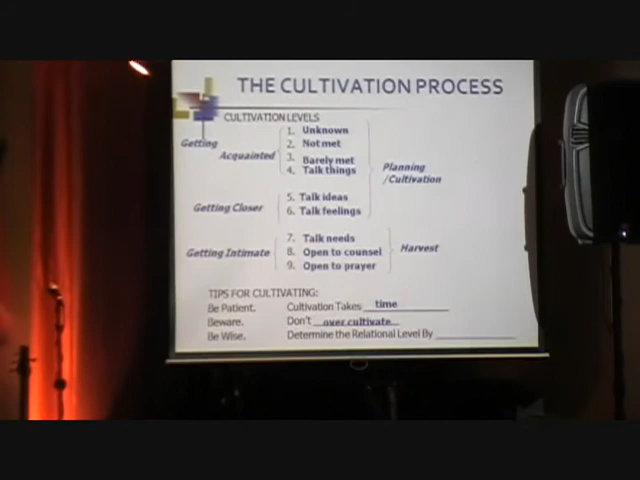 THE CULTIVATION PROCESS
CULTIVATION LEVELS
Getting Acquainted
1. Unknown
2. Not met
3. Barely met
4. Talk things
Planning
/Cultivation
Getting Closer
5. Talk ideas
6. Talk feelings
Getting Intimate
7. Talk needs
8. Open to counsel
9. Open to prayer
Harvest
TIPS FOR CULTIVATING:
Be Patient. Cultivation Takes time
Beware. Don't over cultivate
Be Wise. Determine the Relational Level By